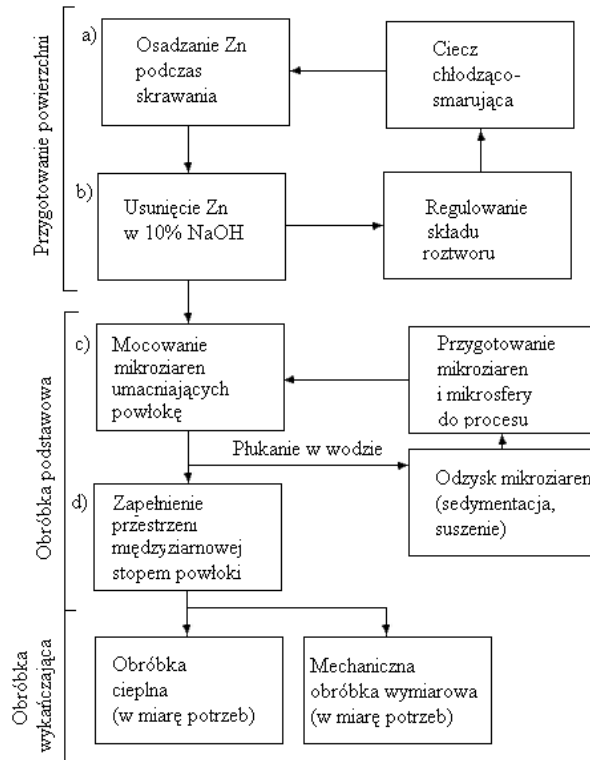 Przygotowanie powierzchni
a)
Osadzanie Zn
podczas
skrawania
Ciecz
chłodząco-
smarująca
b)
Usunięcie Zn
w 10% NaOH
Regulowanie
składu
roztworu
Obróbka podstawowa
c)
Mocowanie
mikroziaren
umacniających
powłokę
Przygotowanie
mikroziaren
i mikrosfery
do procesu
Płukanie w wodzie
d)
Zapełnienie
przestrzeni
międzyziarnowej
stopem powłoki
Odzysk mikroziaren
(sedymentacja,
suszenie)
Obróbka
wykańczająca
Obróbka
cieplna
(w miarę potrzeb)
Mechaniczna
obróbka wymiarowa
(w miarę potrzeb)